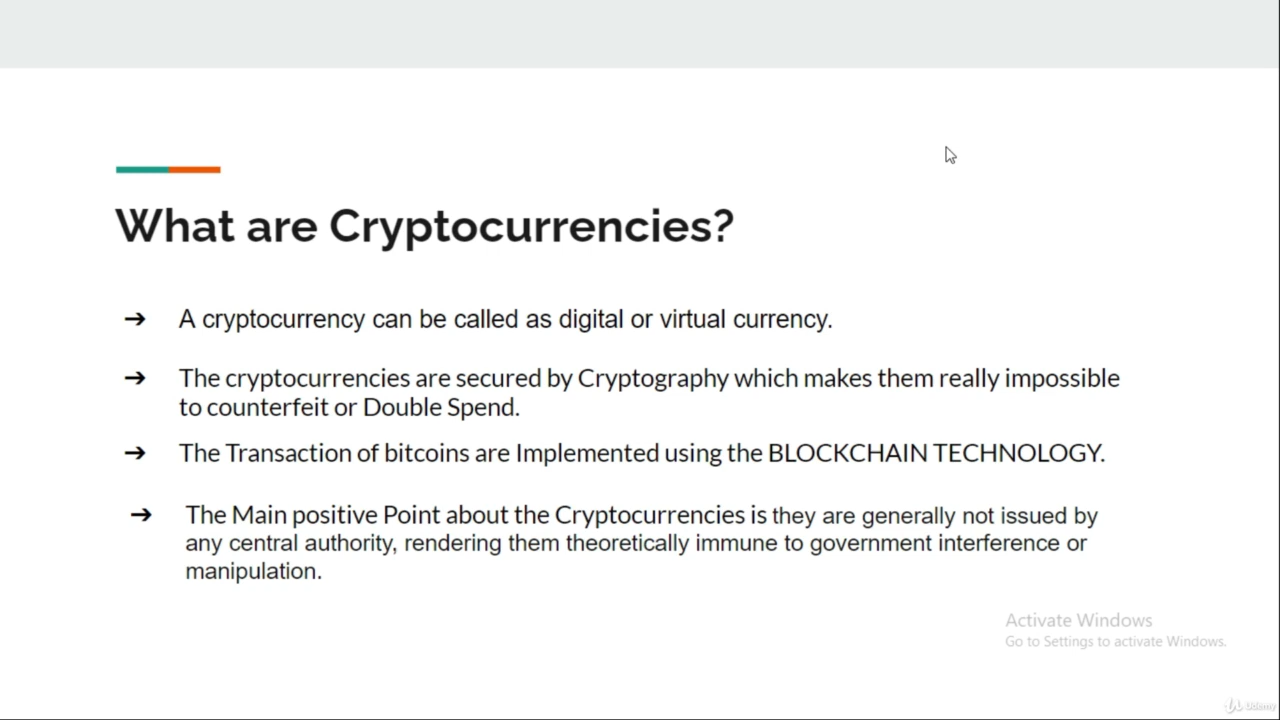 What are Cryptocurrencies?
➔ A cryptocurrency can be called as digital or virtual currency.
➔ The cryptocurrencies are secured by Cryptography which makes them really impossible
to counterfeit or Double Spend.
➔ The Transaction of bitcoins are Implemented using the BLOCKCHAIN TECHNOLOGY.
➔ The Main positive Point about the Cryptocurrencies is they are generally not issued by
any central authority, rendering them theoretically immune to government interference or
manipulation.
Activate Windows
Go to Settings to activate Windows.
Udemy